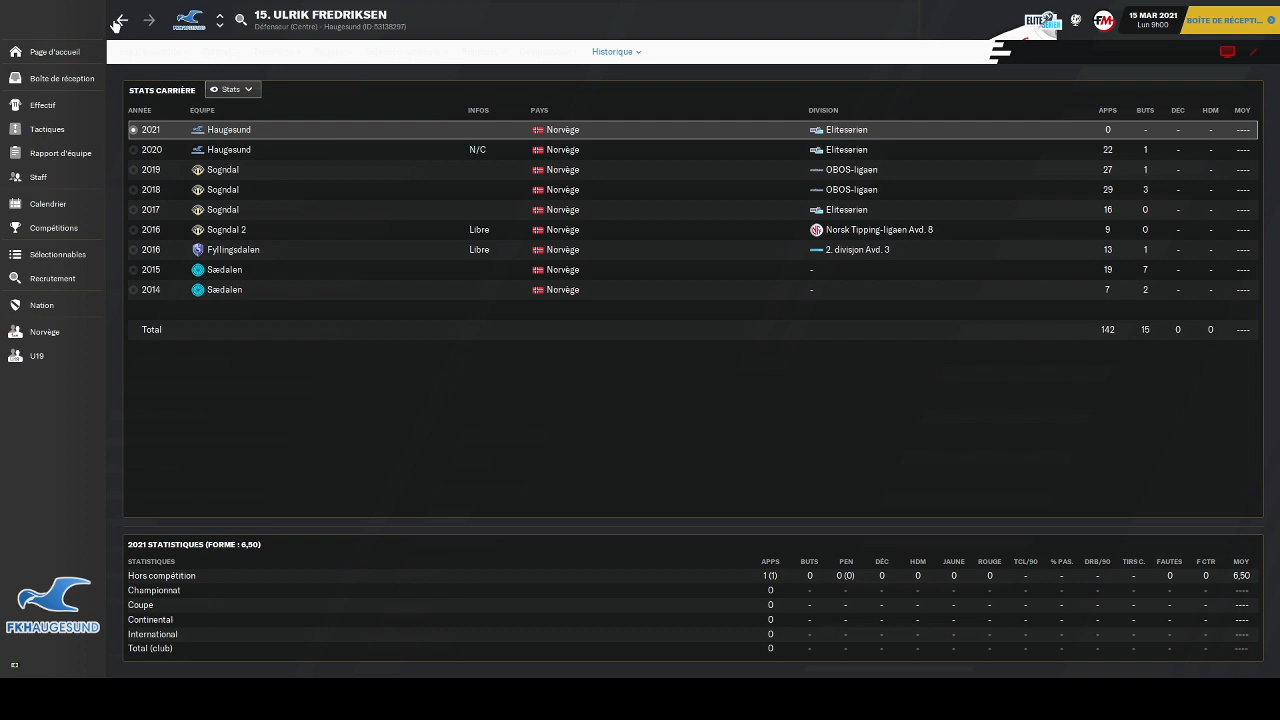 15. ULRIK FREDRIKSEN
Défenseur (Centre) - Haugesund (ID 53138297)
ELITE SERIEN
FM
15 MAR 2021
Lun 9h00
BOÎTE DE RÉCEPTI...
Historique
Page d'accueil
Boîte de réception
Effectif
Tactiques
Rapport d'équipe
Staff
Calendrier
Compétitions
Sélectionnables
Recrutement
Nation
Norvège
U19
FKHAUGESUND
STATS CARRIÈRE Stats
ANNÉE ÉQUIPE INFOS PAYS DIVISION APPS BUTS DÉC HDM MOY
2021 Haugesund Norvège Eliteserien 0 - - - ----
2020 Haugesund N/C Norvège Eliteserien 22 1 - - ----
2019 Sogndal Norvège OBOS-ligaen 27 1 - - ----
2018 Sogndal Norvège OBOS-ligaen 29 3 - - ----
2017 Sogndal Norvège Eliteserien 16 0 - - ----
2016 Sogndal 2 Libre Norvège Norsk Tipping-ligaen Avd. 8 9 0 - - ----
2016 Fyllingsdalen Libre Norvège 2. divisjon Avd. 3 13 1 - - ----
2015 Sædalen Norvège - 19 7 - - ----
2014 Sædalen Norvège - 7 2 - - ----
Total 142 15 0 0 ----
2021 STATISTIQUES (FORME : 6,50)
STATISTIQUES APPS BUTS PEN DÉC HDM JAUNE ROUGE TCL/90 % PAS. DRB/90 TIRS C. FAUTES F CTR MOY
Hors compétition 1 (1) 0 0 (0) 0 0 0 0 - - - - 0 0 6,50
Championnat 0 - - - - - - - - - - - - ----
Coupe 0 - - - - - - - - - - - - ----
Continental 0 - - - - - - - - - - - - ----
International 0 - - - - - - - - - - - - ----
Total (club) 0 - - - - - - - - - - - - ----